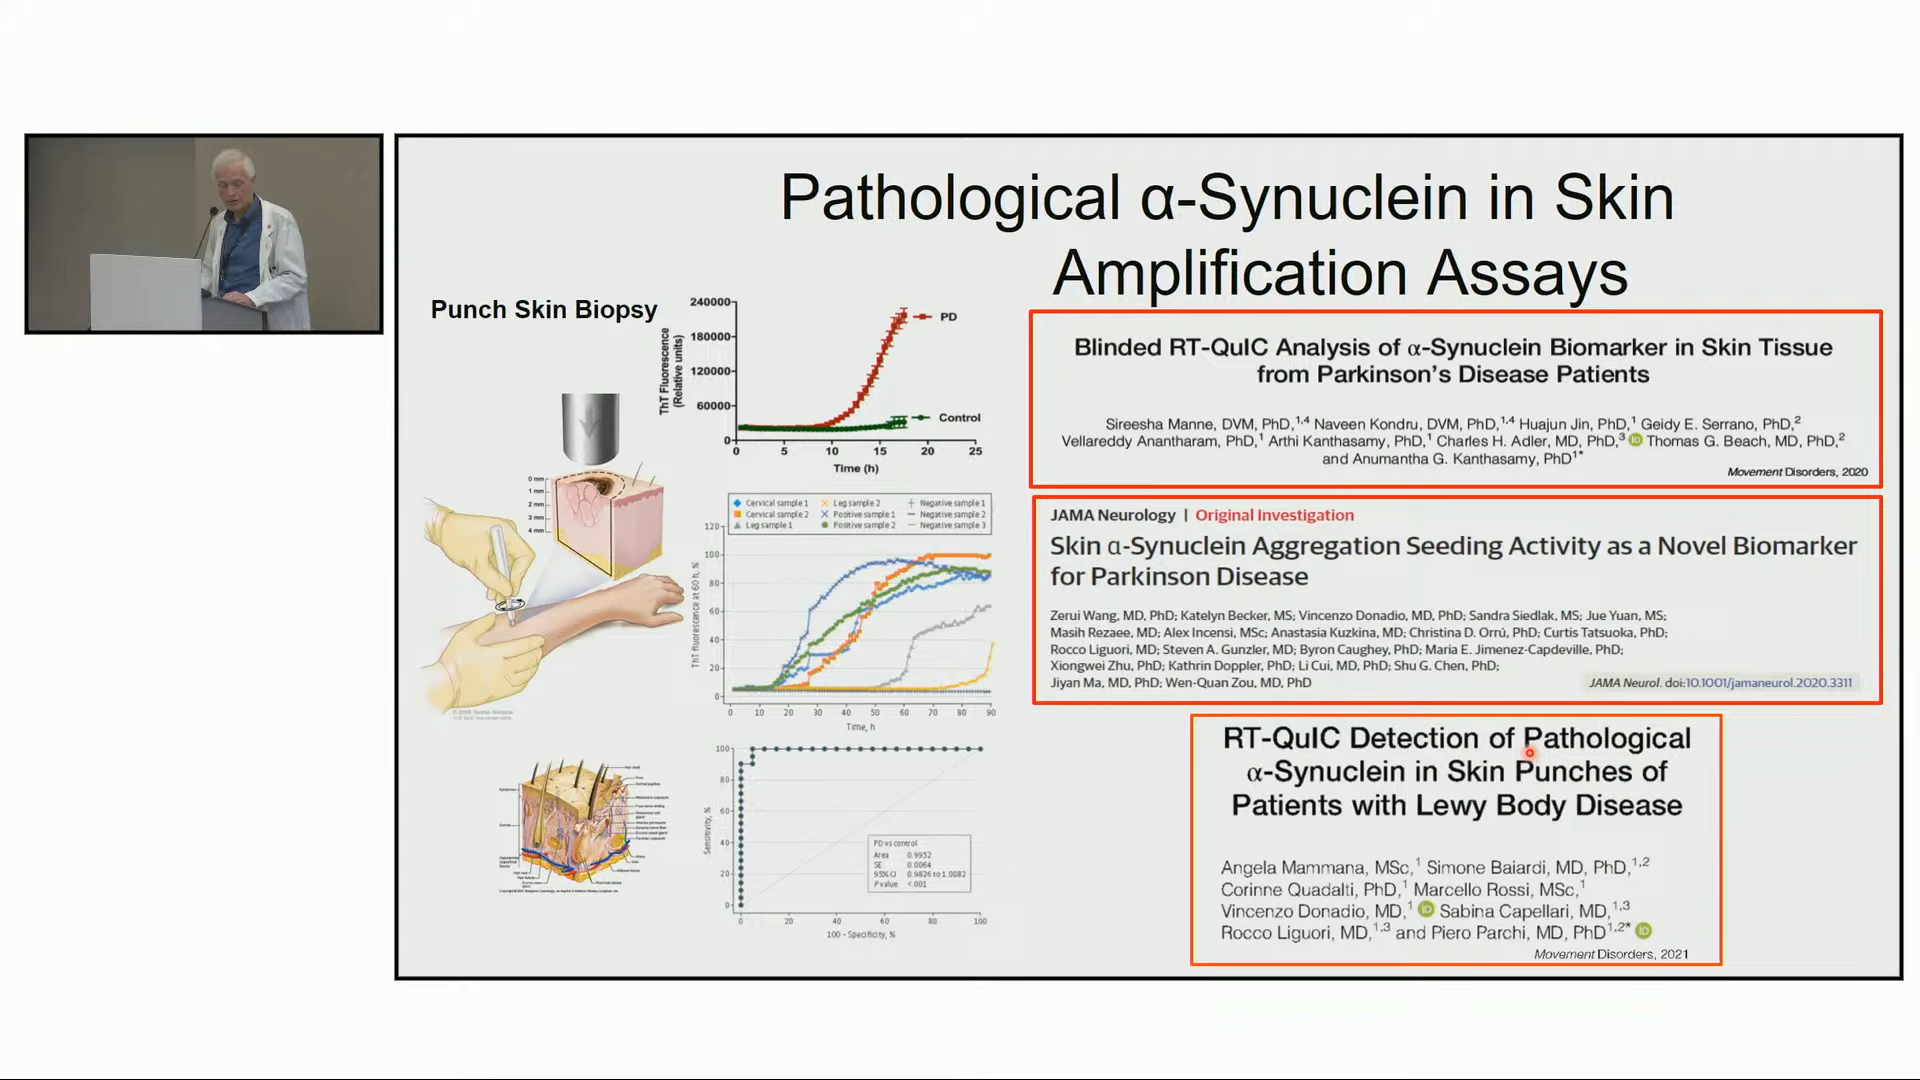 Pathological α-Synuclein in Skin
Amplification Assays
Punch Skin Biopsy
0 mm
1 mm
2 mm
3 mm
4 mm
ThT Fluorescence
(Relative units)
240000
180000
120000
60000
0
0 5 10 15 20 25
Time (h)
PD
Control
Cervical sample 1
Cervical sample 2
Leg sample 1
Leg sample 2
Positive sample 1
Positive sample 2
Negative sample 1
Negative sample 2
Negative sample 3
ThT fluorescence at 60 h, %
120
100
80
60
40
20
0
0 10 20 30 40 50 60 70 80 90
Time, h
Sensitivity, %
100
80
60
40
20
0
0 20 40 60 80 100
100 - Specificity, %
PD vs control
Area 0.9932
SE 0.0064
95% CI 0.9826 to 1.0082
P value <.001
Blinded RT-QuIC Analysis of α-Synuclein Biomarker in Skin Tissue
from Parkinson's Disease Patients
Sireesha Manne, DVM, PhD,1,4 Naveen Kondru, DVM, PhD,1,4 Huajun Jin, PhD,1 Geidy E. Serrano, PhD,2
Vellareddy Anantharam, PhD,1 Arthi Kanthasamy, PhD,1 Charles H. Adler, MD, PhD,3 iD Thomas G. Beach, MD, PhD,2
and Anumantha G. Kanthasamy, PhD1*
Movement Disorders, 2020
JAMA Neurology | Original Investigation
Skin α-Synuclein Aggregation Seeding Activity as a Novel Biomarker
for Parkinson Disease
Zerui Wang, MD, PhD; Katelyn Becker, MS; Vincenzo Donadio, MD, PhD; Sandra Siedlak, MS; Jue Yuan, MS;
Masih Rezaee, MD; Alex Incensi, MSc; Anastasia Kuzkina, MD; Christina D. Orrú, PhD; Curtis Tatsuoka, PhD;
Rocco Liguori, MD; Steven A. Gunzler, MD; Byron Caughey, PhD; Maria E. Jimenez-Capdeville, PhD;
Xiongwei Zhu, PhD; Kathrin Doppler, PhD; Li Cui, MD, PhD; Shu G. Chen, PhD;
Jiyan Ma, MD, PhD; Wen-Quan Zou, MD, PhD
JAMA Neurol. doi:10.1001/jamaneurol.2020.3311
RT-QuIC Detection of Pathological
α-Synuclein in Skin Punches of
Patients with Lewy Body Disease
Angela Mammana, MSc,1 Simone Baiardi, MD, PhD,1,2
Corinne Quadalti, PhD,1 Marcello Rossi, MSc,1
Vincenzo Donadio, MD,1 iD Sabina Capellari, MD,1,3
Rocco Liguori, MD,1,3 and Piero Parchi, MD, PhD1,2* iD
Movement Disorders, 2021